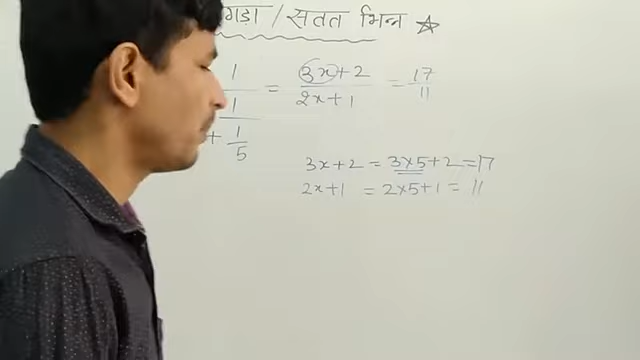 / सतत भिन्न ☆
1 = 3x+2 = 17
1 2x+1 11
+ 1
5
3x+2 = 3×5+2 = 17
2x+1 = 2×5+1 = 11